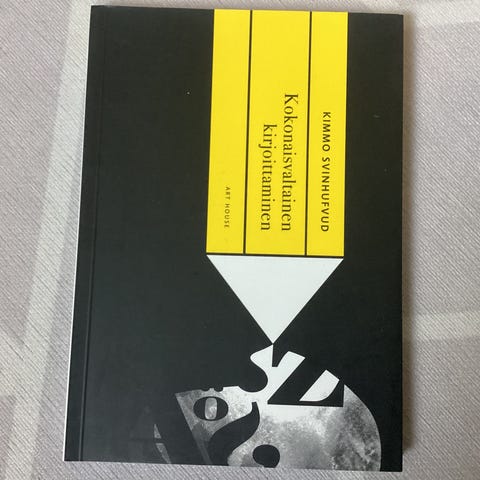 KIMMO SVINHUFVUD
Kokonaisvaltainen
kirjoittaminen
ART HOUSE
S Z
A g ?